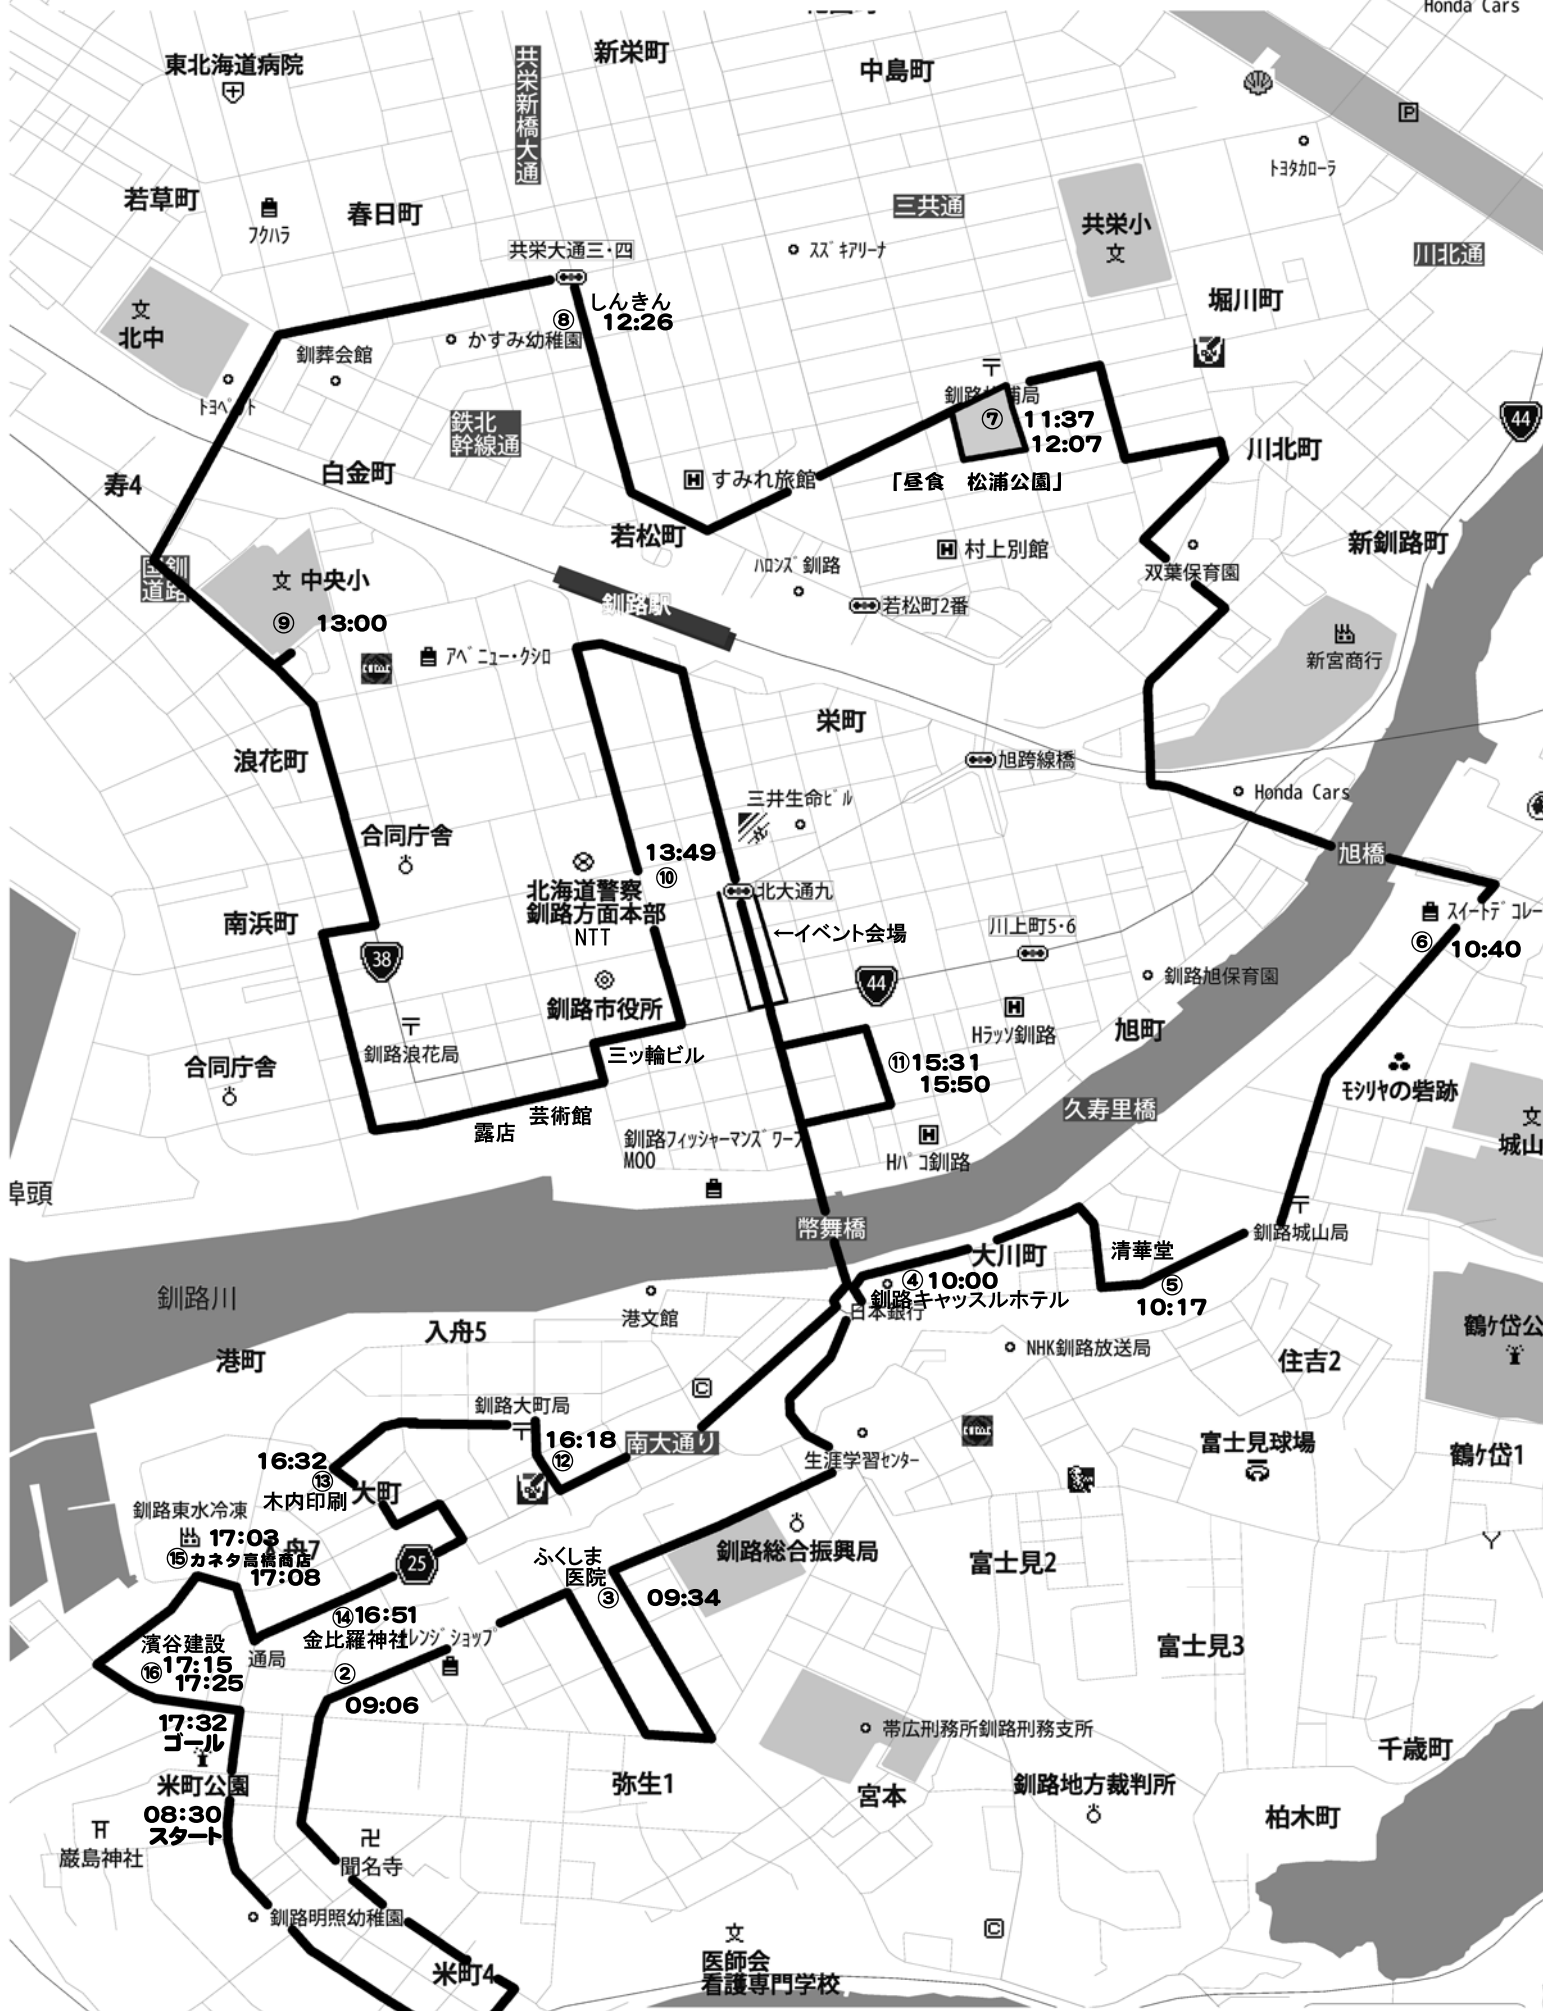 Honda Cars
東北海道病院
新栄町
中島町
共栄新橋大通
P
トヨタカローラ
若草町
フクハラ
春日町
三共通
共栄小
文
川北通
共栄大通三・四
スズキアリーナ
堀川町
文
北中
しんきん
⑧ 12:26
かすみ幼稚園
釧葬会館
〒
44
鉄北
幹線通
⑦ 11:37
12:07
川北町
寿4
白金町
H すみれ旅館
「昼食 松浦公園」
若松町
H 村上別館
新釧路町
国
道
釧
路
文 中央小
ハロンズ釧路
双葉保育園
釧路駅
若松町2番
⑨ 13:00
新宮商行
アベニュー・クシロ
栄町
浪花町
旭跨線橋
三井生命ビル
Honda Cars
合同庁舎
13:49
⑩
旭橋
北海道警察
釧路方面本部
NTT
北大通九
南浜町
←イベント会場
川上町5・6
スイートデコレー
⑥ 10:40
38
44
釧路旭保育園
釧路市役所
H
Hラッソ釧路
旭町
〒
釧路浪花局
三ッ輪ビル
合同庁舎
⑪15:31
15:50
モシリヤの砦跡
久寿里橋
芸術館
露店
釧路フィッシャーマンズワーフ
MOO
H
Hパコ釧路
文
城山
埠頭
幣舞橋
〒
釧路城山局
大川町
清華堂
釧路川
④10:00
釧路キャッスルホテル
日本銀行
⑤
10:17
港文館
入舟5
鶴ケ岱公
港町
NHK釧路放送局
住吉2
C
釧路大町局
〒
16:18
⑫
南大通り
生涯学習センター
富士見球場
鶴ケ岱1
16:32
⑬
木内印刷
大町
釧路東水冷凍
17:03
⑮カネタ高橋商店
17:08
舟7
25
ふくしま
医院
③ 09:34
釧路総合振興局
富士見2
⑭16:51
金比羅神社
レンジショップ
濱谷建設
⑯17:15
17:25
通局
②
09:06
富士見3
17:32
ゴール
帯広刑務所釧路刑務支所
千歳町
米町公園
弥生1
宮本
釧路地方裁判所
08:30
スタート
柏木町
巌島神社
卍
聞名寺
釧路明照幼稚園
C
文
医師会
看護専門学校
米町4